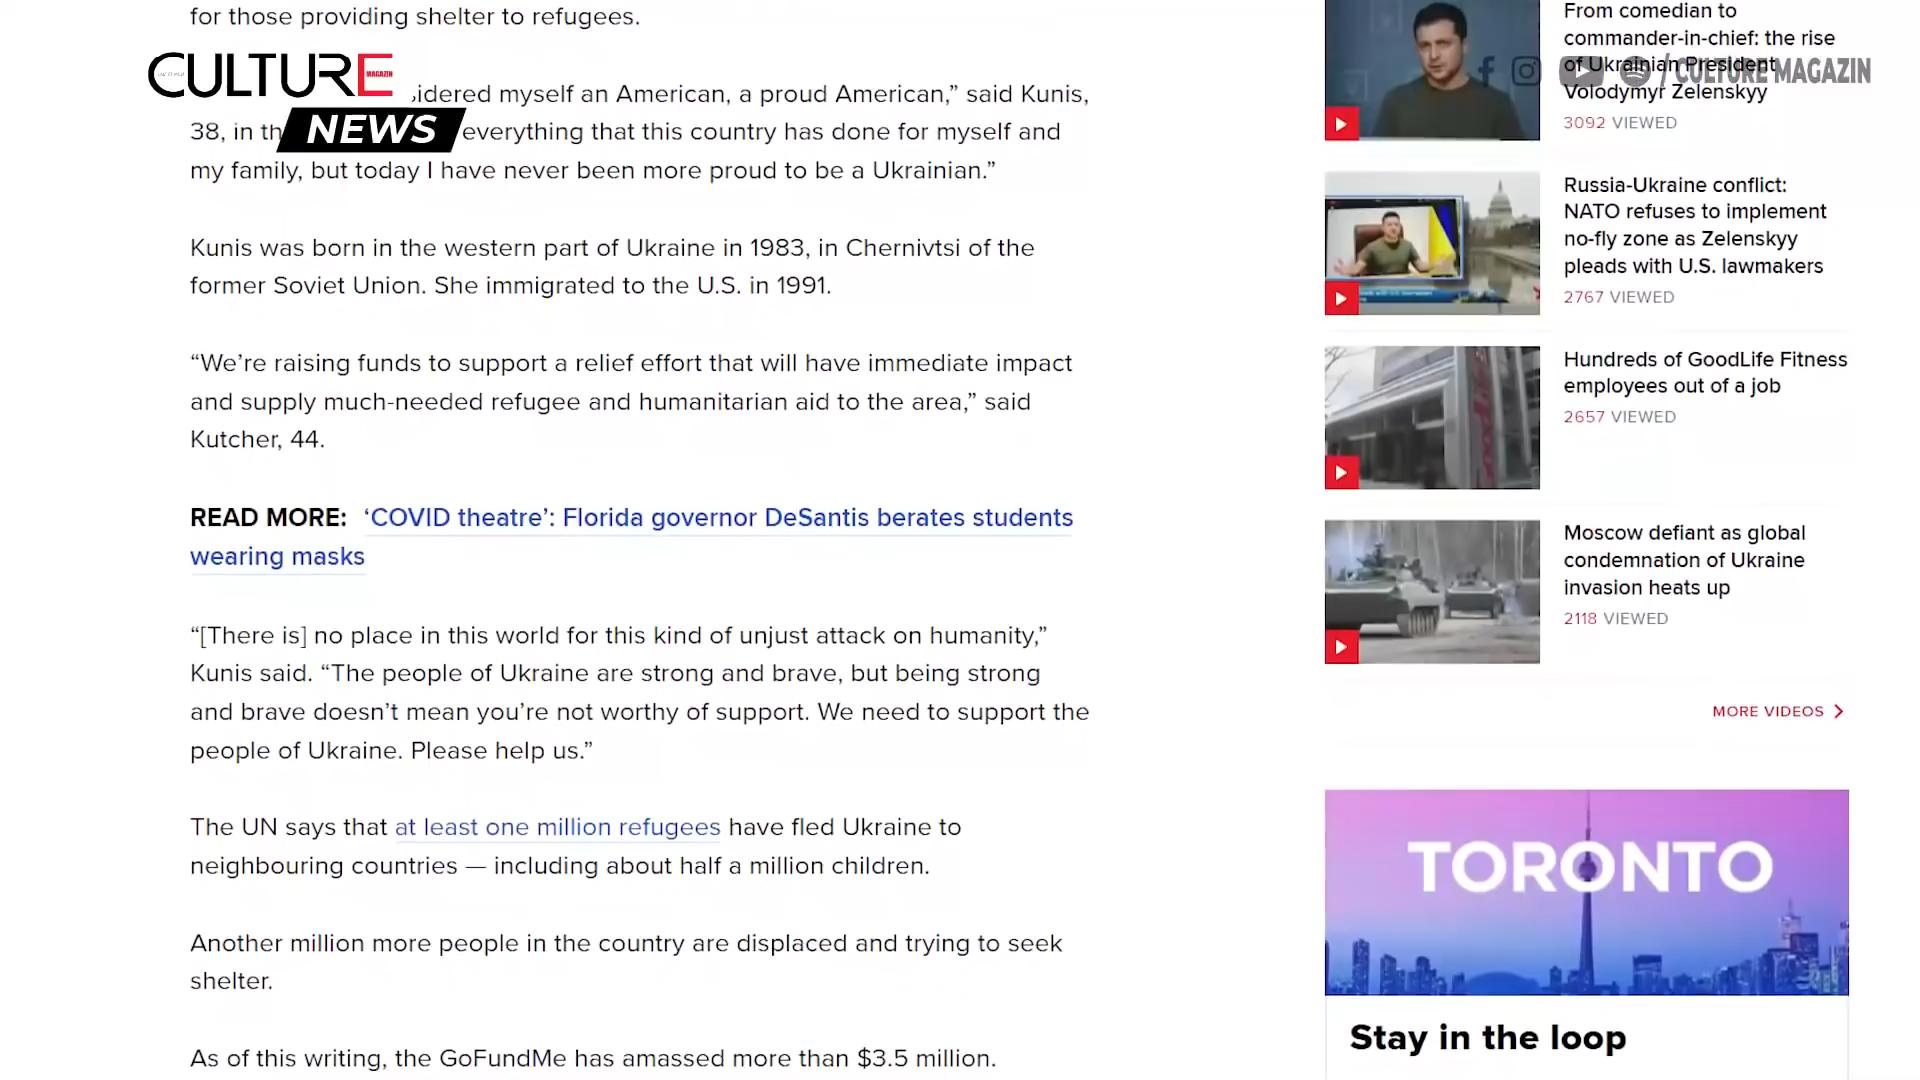 for those providing shelter to refugees.
CULTURE
MAGAZIN
NEWS
idered myself an American, a proud American,” said Kunis,
38, in th everything that this country has done for myself and
my family, but today I have never been more proud to be a Ukrainian.”
Kunis was born in the western part of Ukraine in 1983, in Chernivtsi of the
former Soviet Union. She immigrated to the U.S. in 1991.
“We’re raising funds to support a relief effort that will have immediate impact
and supply much-needed refugee and humanitarian aid to the area,” said
Kutcher, 44.
READ MORE: ‘COVID theatre’: Florida governor DeSantis berates students
wearing masks
“[There is] no place in this world for this kind of unjust attack on humanity,”
Kunis said. “The people of Ukraine are strong and brave, but being strong
and brave doesn’t mean you’re not worthy of support. We need to support the
people of Ukraine. Please help us.”
The UN says that at least one million refugees have fled Ukraine to
neighbouring countries — including about half a million children.
Another million more people in the country are displaced and trying to seek
shelter.
As of this writing, the GoFundMe has amassed more than $3.5 million.
From comedian to
commander-in-chief: the rise
of Ukrainian President
Volodymyr Zelenskyy
3092 VIEWED
/ CULTURE MAGAZIN
Russia-Ukraine conflict:
NATO refuses to implement
no-fly zone as Zelenskyy
pleads with U.S. lawmakers
2767 VIEWED
Hundreds of GoodLife Fitness
employees out of a job
2657 VIEWED
Moscow defiant as global
condemnation of Ukraine
invasion heats up
2118 VIEWED
MORE VIDEOS
TORONTO
Stay in the loop